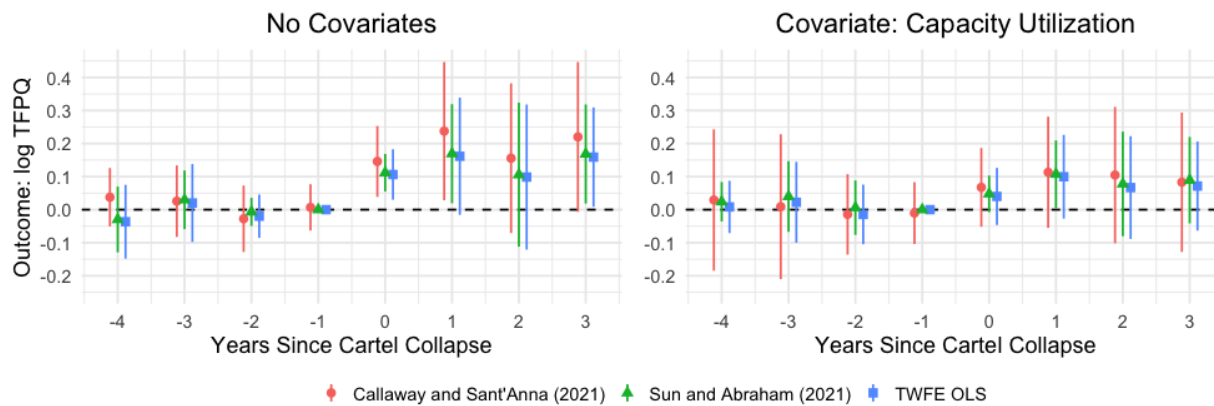 No Covariates
Covariate: Capacity Utilization
Outcome: log TFPQ
0.4
0.3
0.2
0.1
0.0
-0.1
-0.2
-4 -3 -2 -1 0 1 2 3
Years Since Cartel Collapse
0.4
0.3
0.2
0.1
0.0
-0.1
-0.2
-4 -3 -2 -1 0 1 2 3
Years Since Cartel Collapse
Callaway and Sant'Anna (2021) Sun and Abraham (2021) TWFE OLS